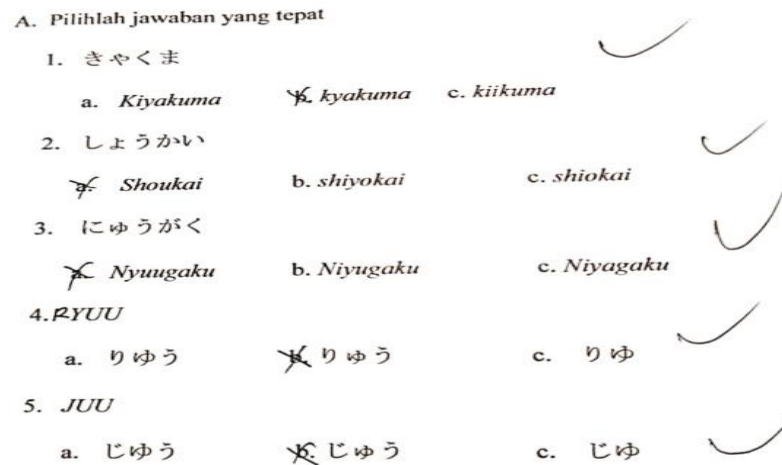 A. Pilihlah jawaban yang tepat
1. きゃくま
a. Kiyakuma b. kyakuma c. kiikuma
2. しょうかい
a. Shoukai b. shiyokai c. shiokai
3. にゅうがく
a. Nyuugaku b. Niyugaku c. Niyagaku
4. RYUU
a. りゆう b. りゅう c. りゆ
5. JUU
a. じゆう b. じゅう c. じゆ